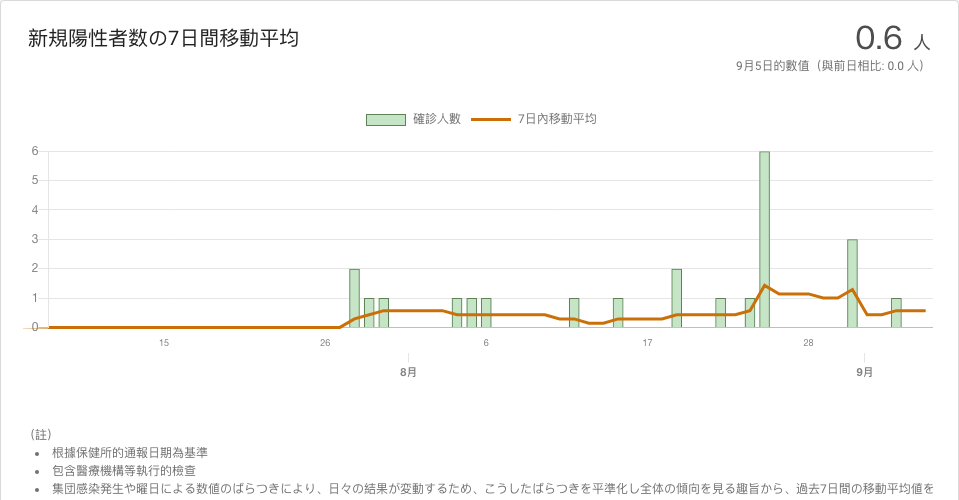 新規陽性者数の7日間移動平均
0.6 人
9月5日的數值（與前日相比: 0.0 人）
確診人數 7日內移動平均
6
5
4
3
2
1
0
15 26 6 17 28
8月 9月
（註）
根據保健所的通報日期為基準
包含醫療機構等執行的檢查
集団感染発生や曜日による数値のばらつきにより、日々の結果が変動するため、こうしたばらつきを平準化し全体の傾向を見る趣旨から、過去7日間の移動平均値を